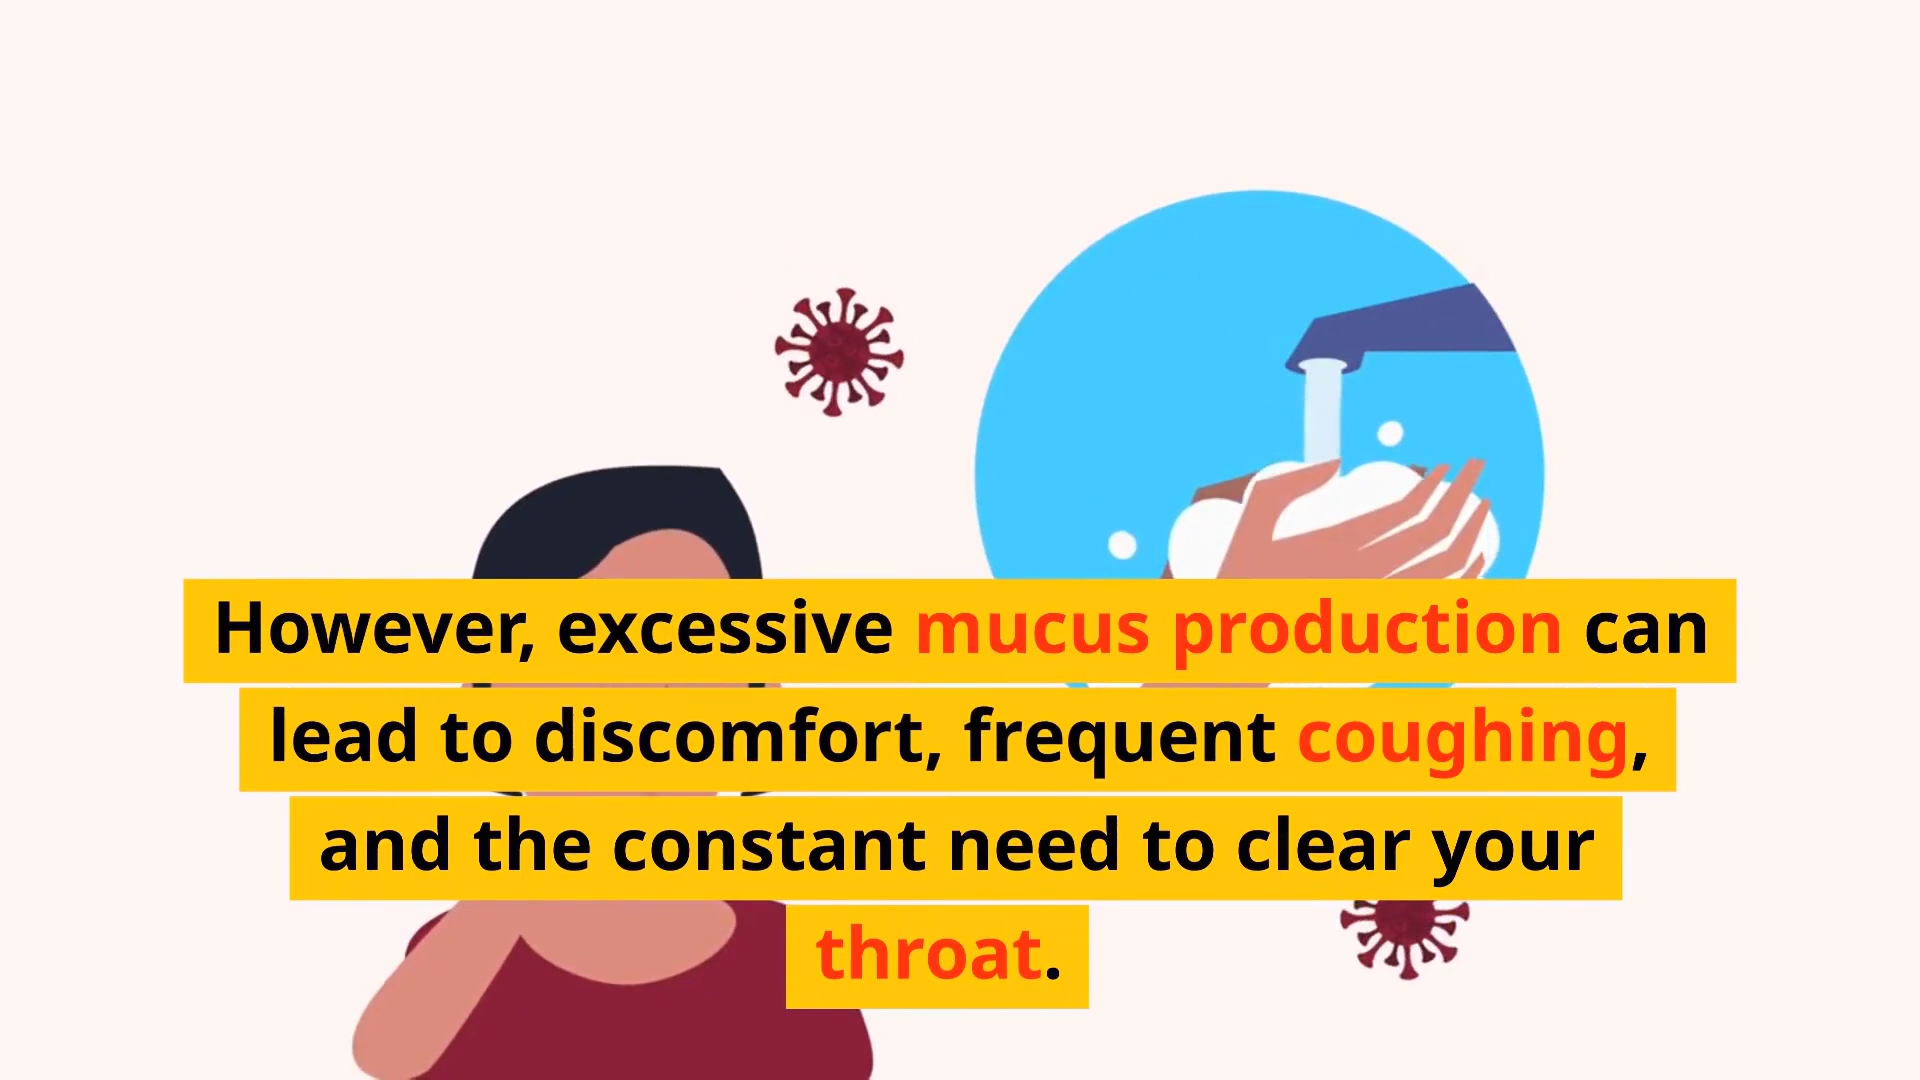 However, excessive mucus production can
lead to discomfort, frequent coughing,
and the constant need to clear your
throat.